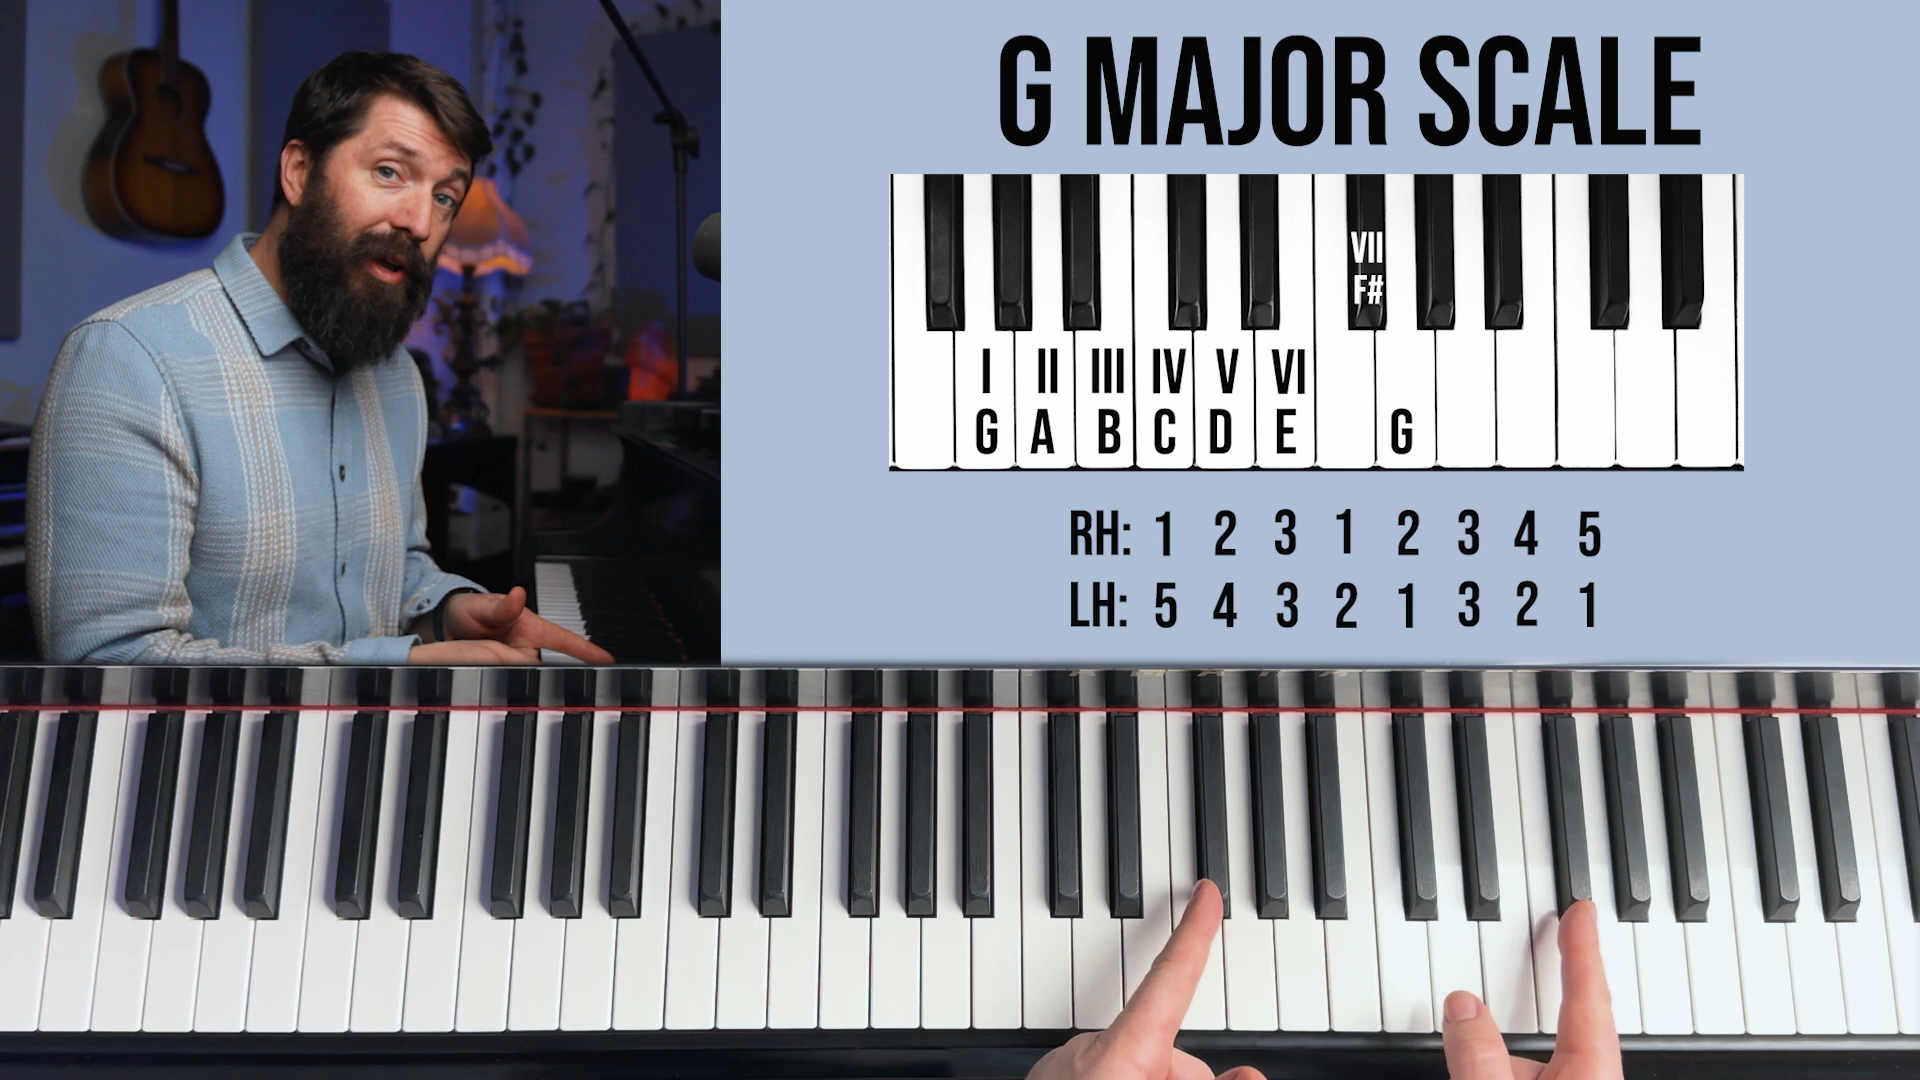 G MAJOR SCALE
VII
F#
I II III IV V VI
G A B C D E G
RH: 1 2 3 1 2 3 4 5
LH: 5 4 3 2 1 3 2 1
YAMAHA